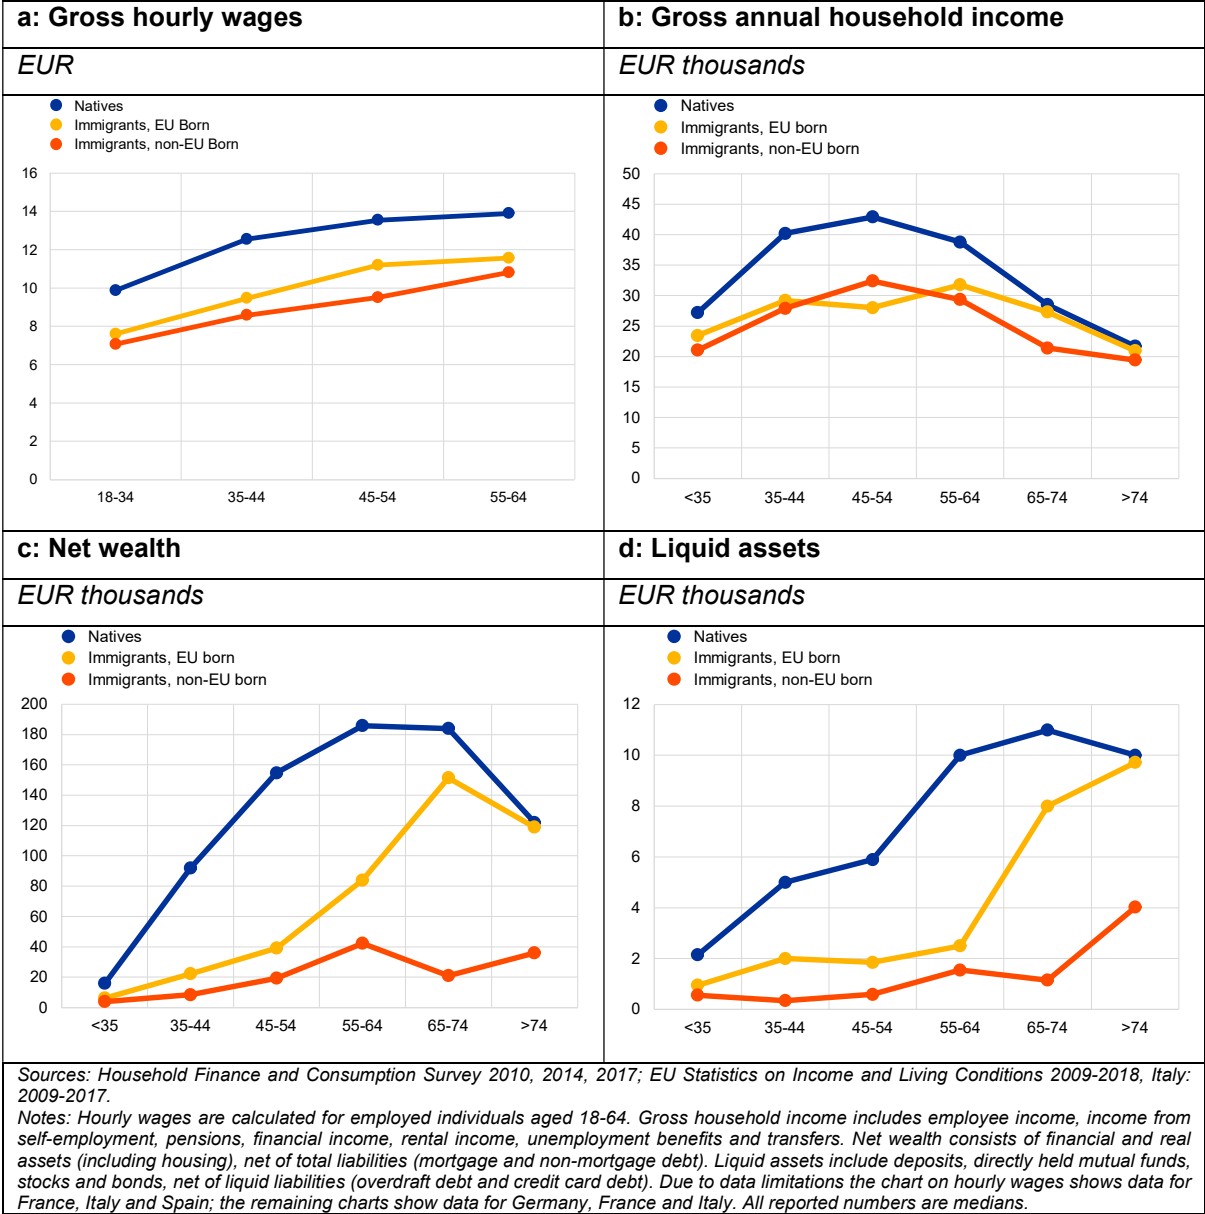 a: Gross hourly wages
EUR
Natives
Immigrants, EU Born
Immigrants, non-EU Born
16
14
12
10
8
6
4
2
0
18-34 35-44 45-54 55-64
b: Gross annual household income
EUR thousands
Natives
Immigrants, EU born
Immigrants, non-EU born
50
45
40
35
30
25
20
15
10
5
0
<35 35-44 45-54 55-64 65-74 >74
c: Net wealth
EUR thousands
Natives
Immigrants, EU born
Immigrants, non-EU born
200
180
160
140
120
100
80
60
40
20
0
<35 35-44 45-54 55-64 65-74 >74
d: Liquid assets
EUR thousands
Natives
Immigrants, EU born
Immigrants, non-EU born
12
10
8
6
4
2
0
<35 35-44 45-54 55-64 65-74 >74
Sources: Household Finance and Consumption Survey 2010, 2014, 2017; EU Statistics on Income and Living Conditions 2009-2018, Italy:
2009-2017.
Notes: Hourly wages are calculated for employed individuals aged 18-64. Gross household income includes employee income, income from
self-employment, pensions, financial income, rental income, unemployment benefits and transfers. Net wealth consists of financial and real
assets (including housing), net of total liabilities (mortgage and non-mortgage debt). Liquid assets include deposits, directly held mutual funds,
stocks and bonds, net of liquid liabilities (overdraft debt and credit card debt). Due to data limitations the chart on hourly wages shows data for
France, Italy and Spain; the remaining charts show data for Germany, France and Italy. All reported numbers are medians.